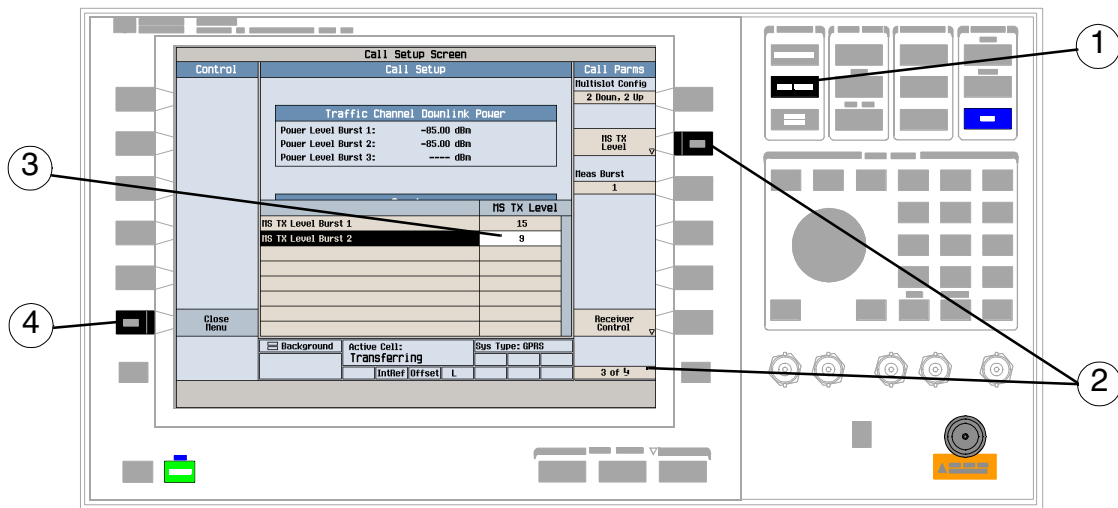 1
Call Setup Screen
Control
Call Setup
Call Parms
Multislot Config
2 Down, 2 Up
Traffic Channel Downlink Power
Power Level Burst 1: -85.00 dBm
Power Level Burst 2: -85.00 dBm
Power Level Burst 3: ---- dBm
MS TX
Level
3
Meas Burst
1
MS TX Level
MS TX Level Burst 1 15
MS TX Level Burst 2 9
4
Close
Menu
Receiver
Control
Background
Active Cell:
Transferring
Sys Type: GPRS
IntRef Offset L
3 of 4
2